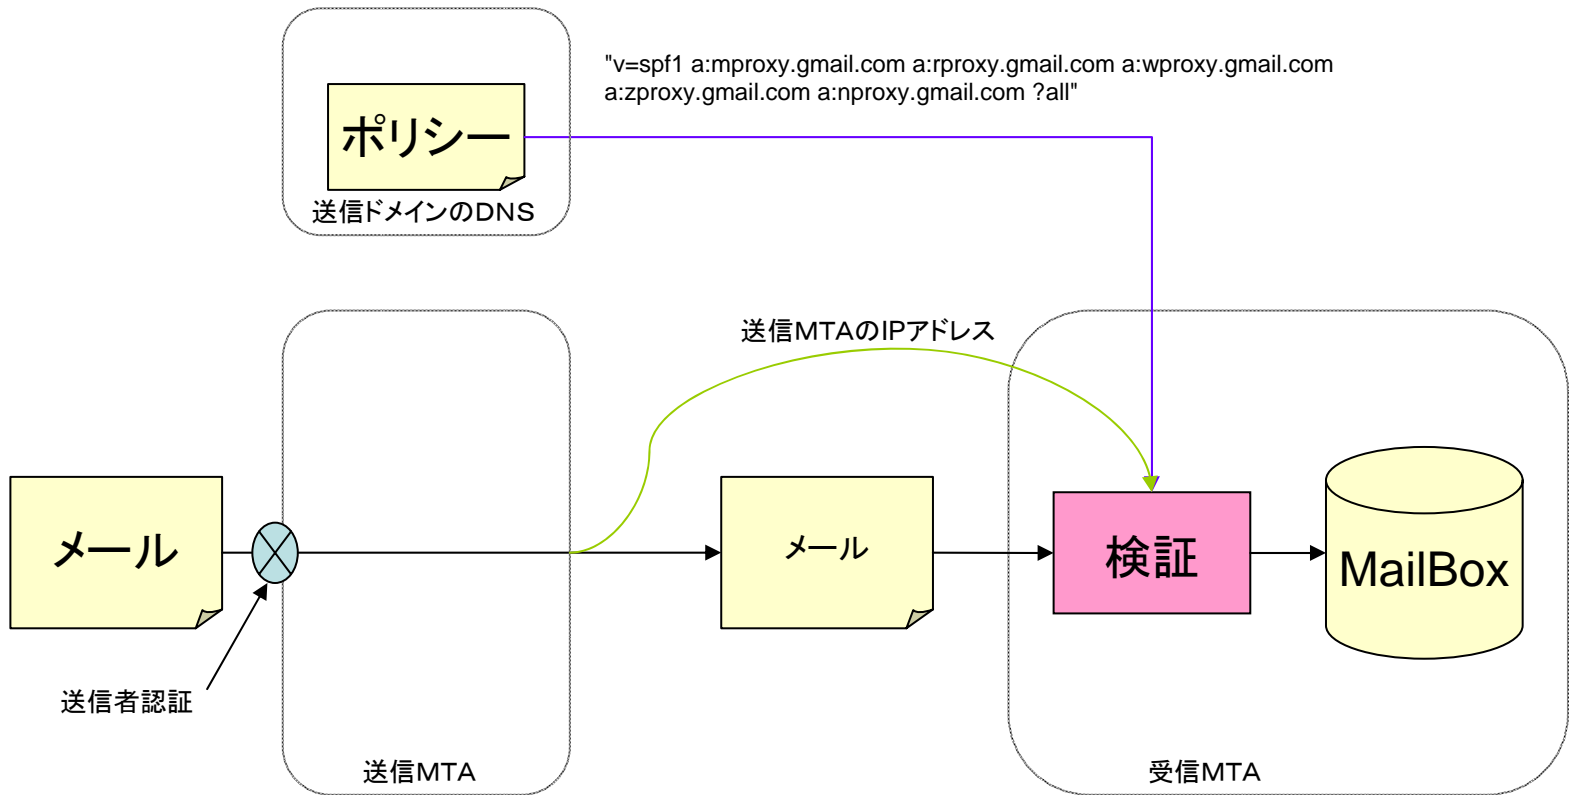 "v=spf1 a:mproxy.gmail.com a:rproxy.gmail.com a:wproxy.gmail.com
a:zproxy.gmail.com a:nproxy.gmail.com ?all"
ポリシー
送信ドメインのDNS
送信MTAのIPアドレス
メール
メール
検証
MailBox
送信者認証
送信MTA
受信MTA